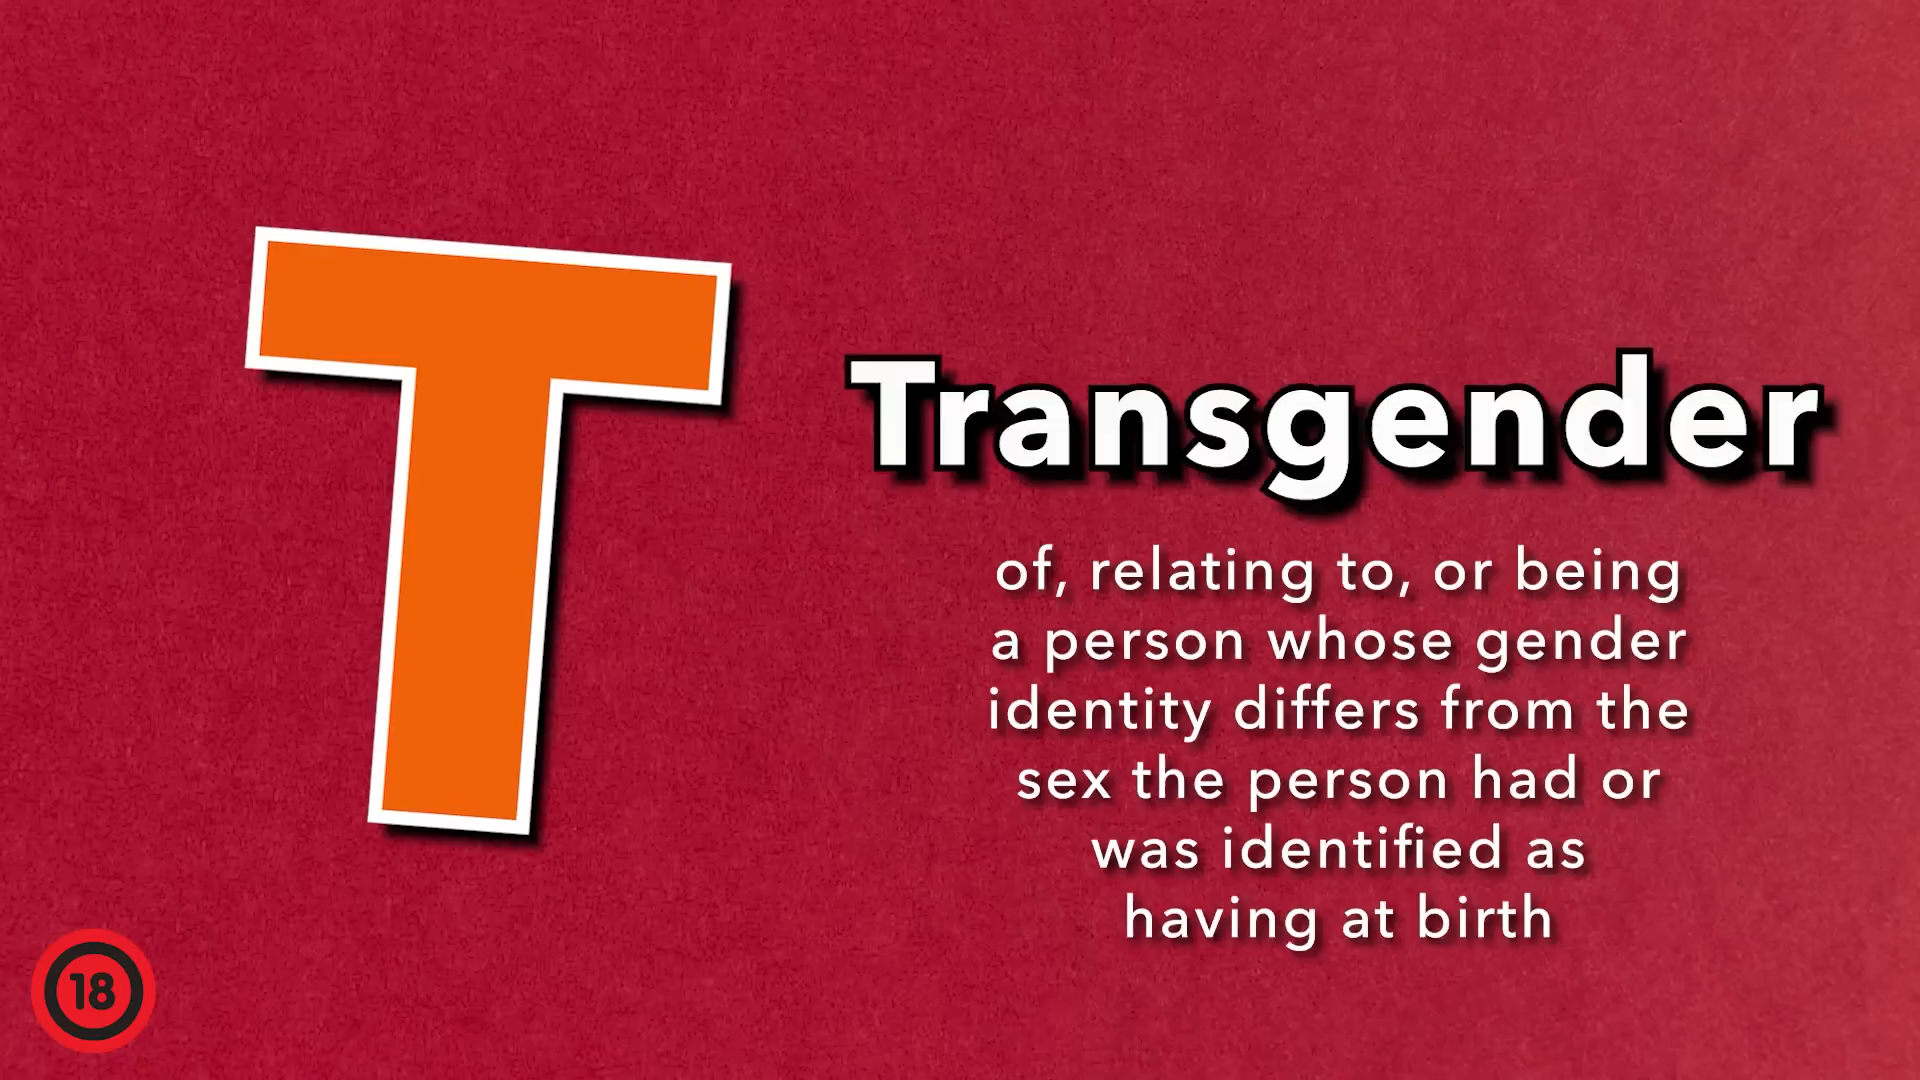 T
Transgender
of, relating to, or being
a person whose gender
identity differs from the
sex the person had or
was identified as
having at birth
18